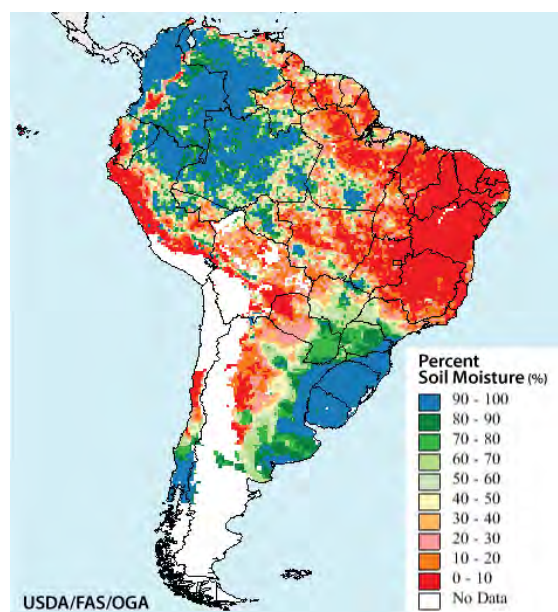 Percent
Soil Moisture (%)
90 - 100
80 - 90
70 - 80
60 - 70
50 - 60
40 - 50
30 - 40
20 - 30
10 - 20
0 - 10
No Data
USDA/FAS/OGA